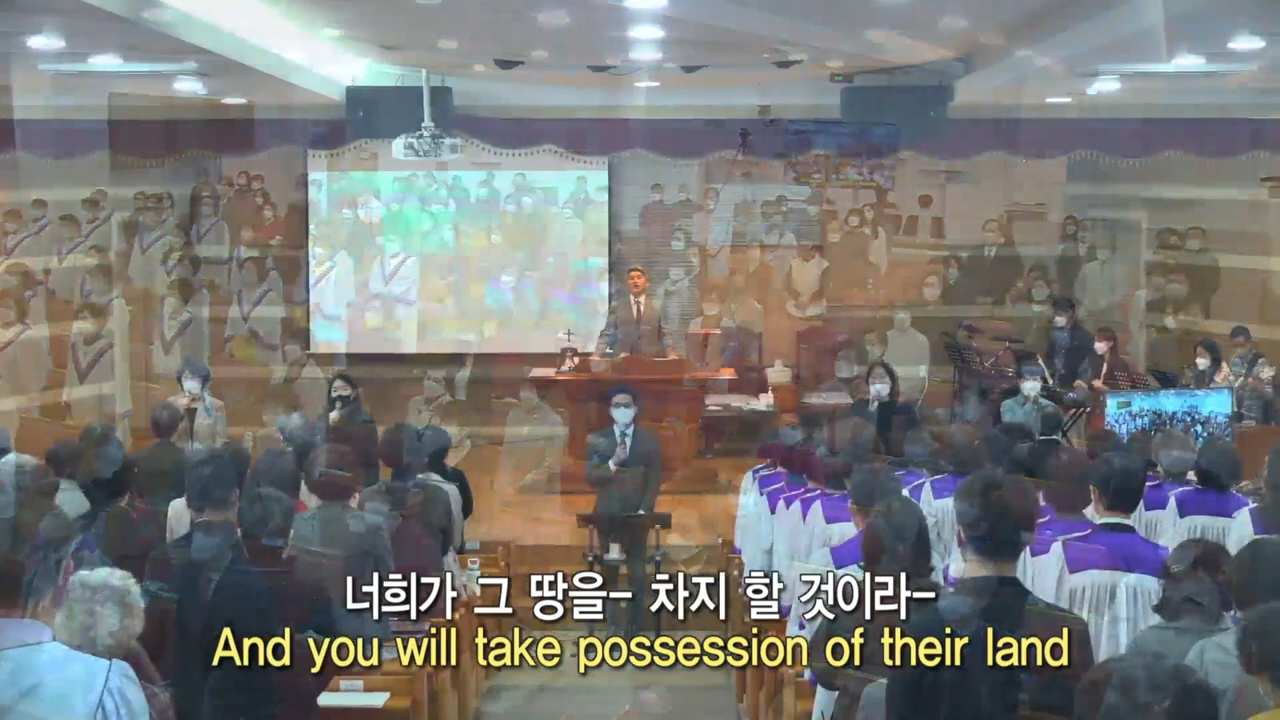 너희가 그 땅을- 차지 할 것이라-
And you will take possession of their land